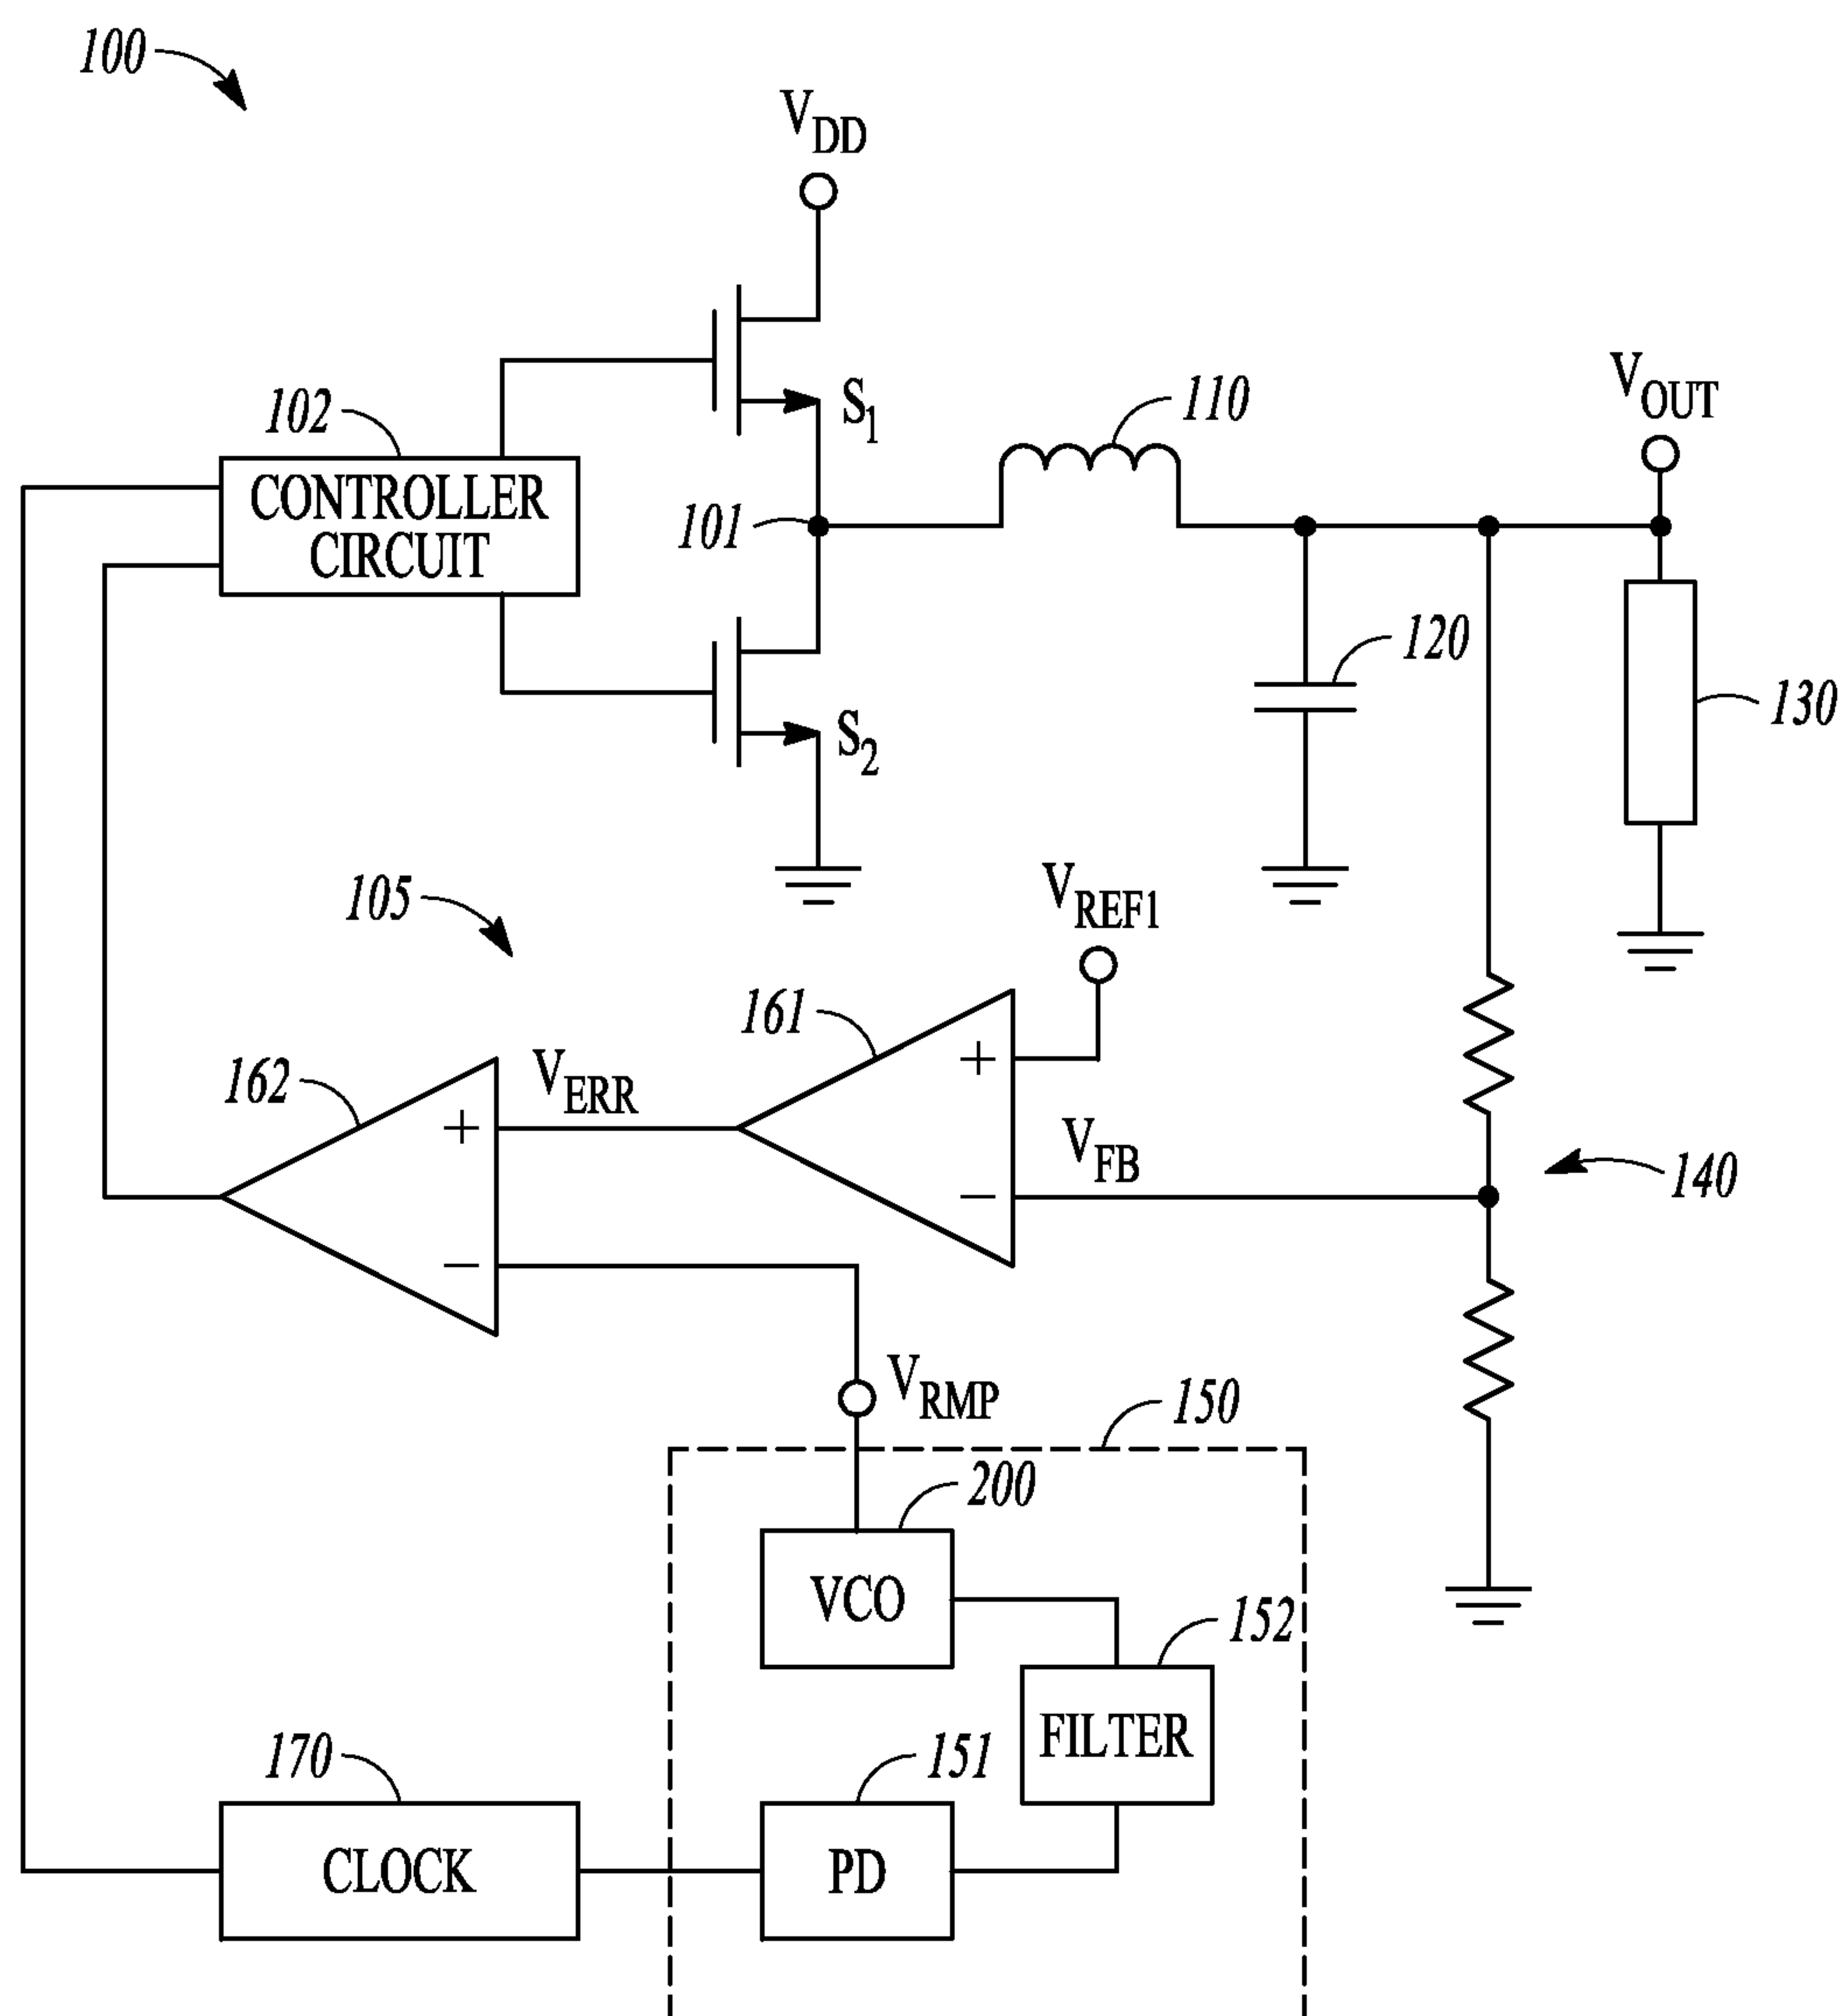 100
VDD
S1
102
CONTROLLER
CIRCUIT
101
110
VOUT
120
130
S2
105
VREF1
161
+
162
VERR
+
VFB
−
140
−
VRMP
150
200
VCO
152
FILTER
170
151
CLOCK
PD